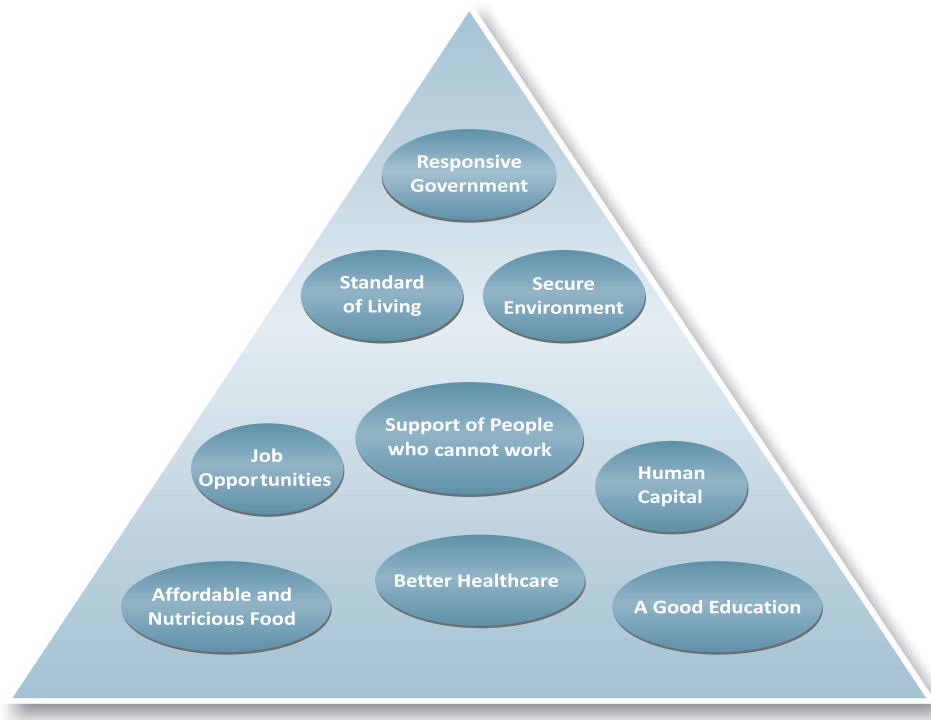 Responsive
Government
Standard
of Living
Secure
Environment
Support of People
who cannot work
Job
Opportunities
Human
Capital
Better Healthcare
Affordable and
Nutricious Food
A Good Education